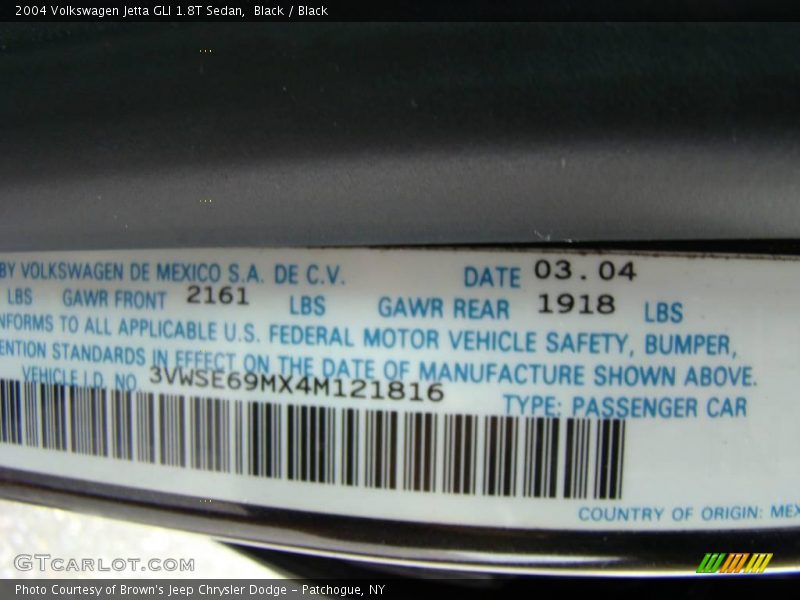 2004 Volkswagen Jetta GLI 1.8T Sedan, Black / Black
BY VOLKSWAGEN DE MEXICO S.A. DE C.V. DATE 03.04
LBS GAWR FRONT 2161 LBS GAWR REAR 1918 LBS
NFORMS TO ALL APPLICABLE U.S. FEDERAL MOTOR VEHICLE SAFETY, BUMPER,
ENTION STANDARDS IN EFFECT ON THE DATE OF MANUFACTURE SHOWN ABOVE.
VEHICLE I.D. NO. 3VWSE69MX4M121816 TYPE: PASSENGER CAR
COUNTRY OF ORIGIN: MEX
GTCARLOT.COM
Photo Courtesy of Brown's Jeep Chrysler Dodge - Patchogue, NY